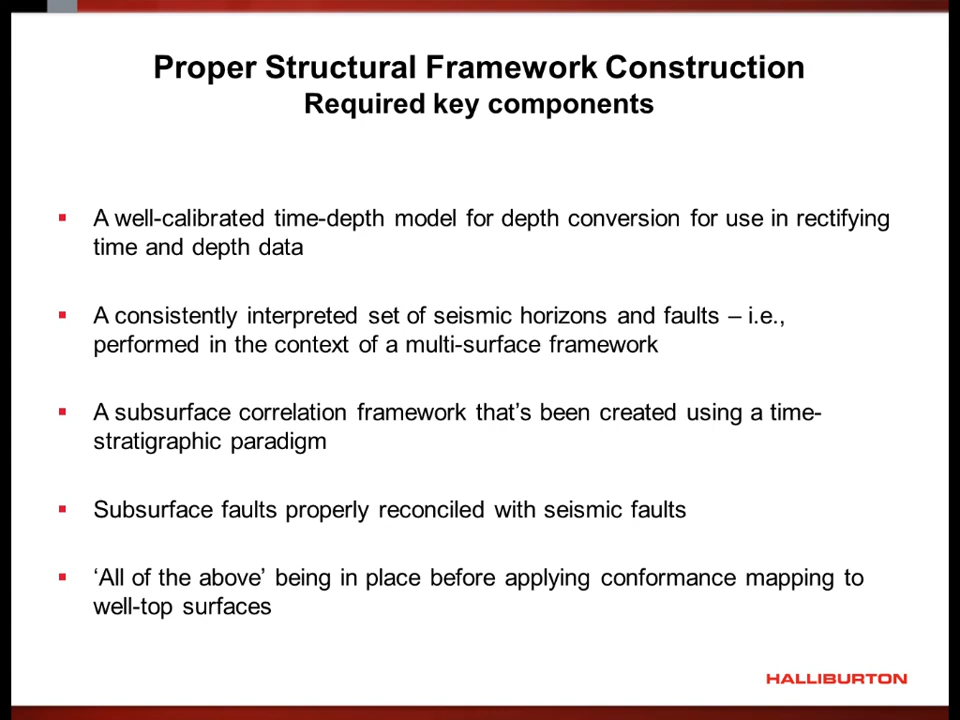 Proper Structural Framework Construction
Required key components
▪ A well-calibrated time-depth model for depth conversion for use in rectifying
time and depth data
▪ A consistently interpreted set of seismic horizons and faults – i.e.,
performed in the context of a multi-surface framework
▪ A subsurface correlation framework that’s been created using a time-
stratigraphic paradigm
▪ Subsurface faults properly reconciled with seismic faults
▪ ‘All of the above’ being in place before applying conformance mapping to
well-top surfaces
HALLIBURTON